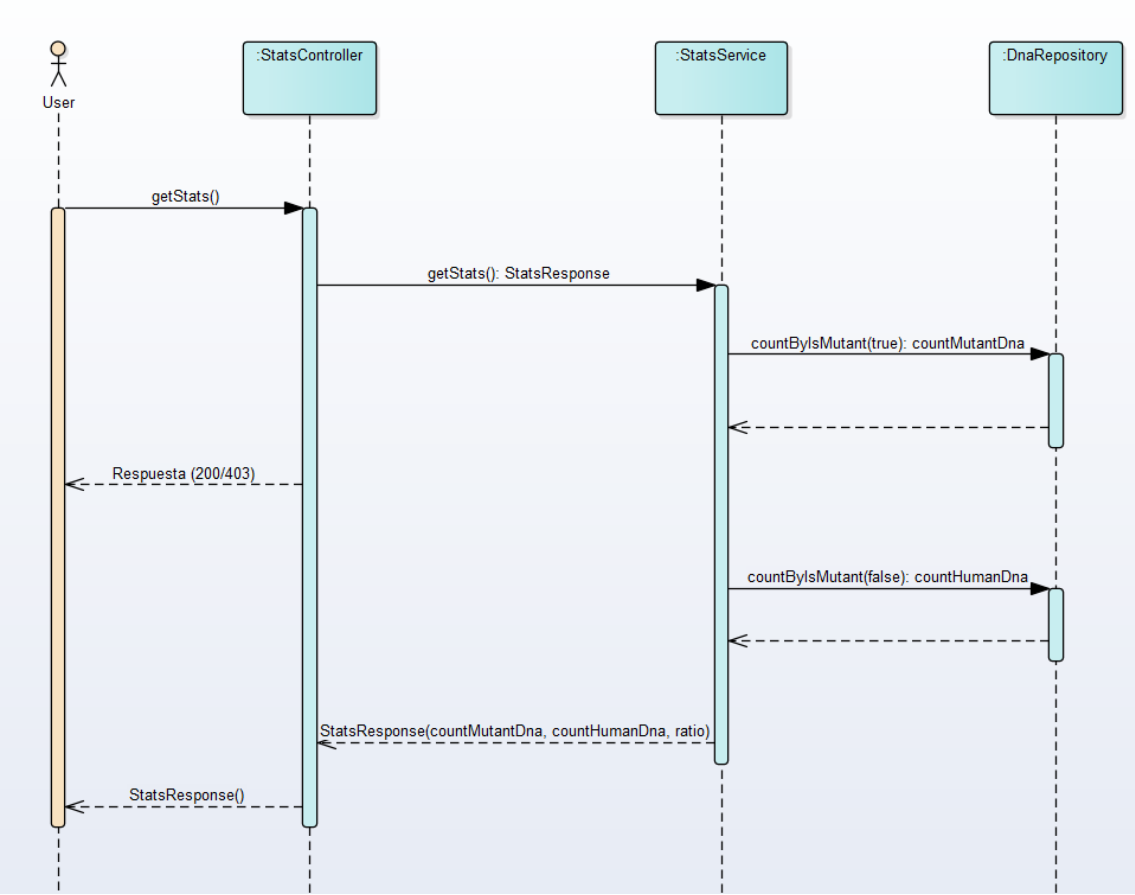 :StatsController
:StatsService
:DnaRepository
User
getStats()
getStats(): StatsResponse
countByIsMutant(true): countMutantDna
Respuesta (200/403)
countByIsMutant(false): countHumanDna
StatsResponse(countMutantDna, countHumanDna, ratio)
StatsResponse()